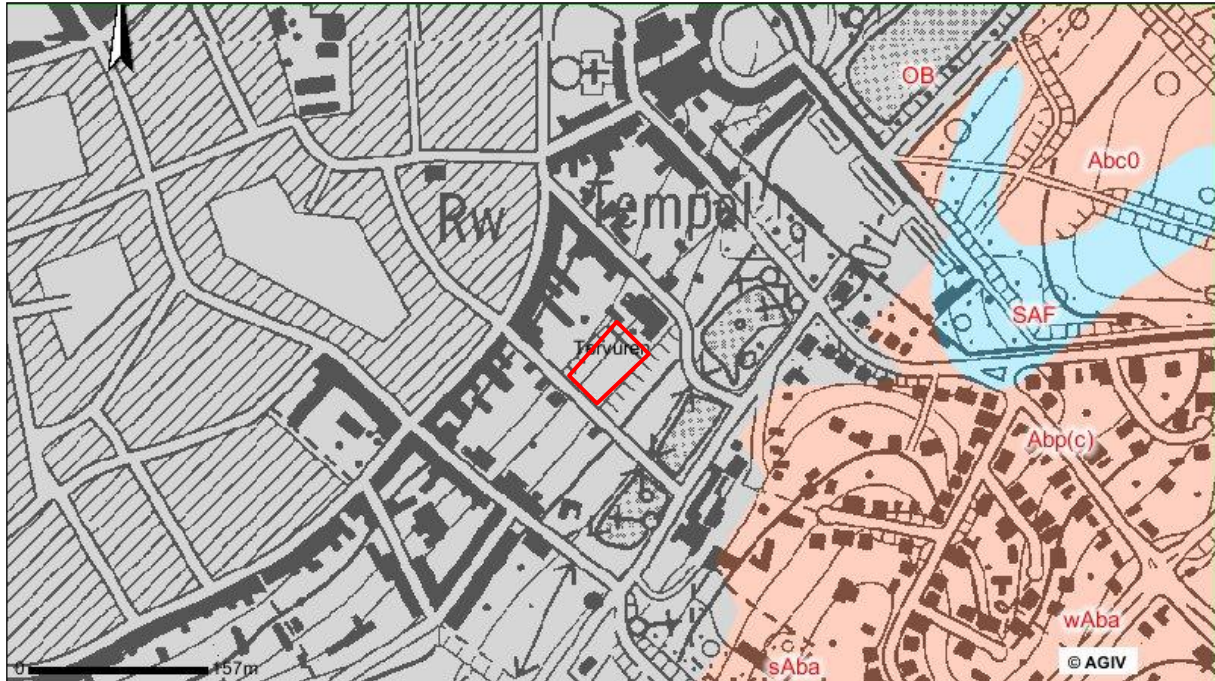 OB
Abc0
Rw
Tempel
Tervuren
SAF
Abp(c)
wAba
© AGIV
0 157m
sAba